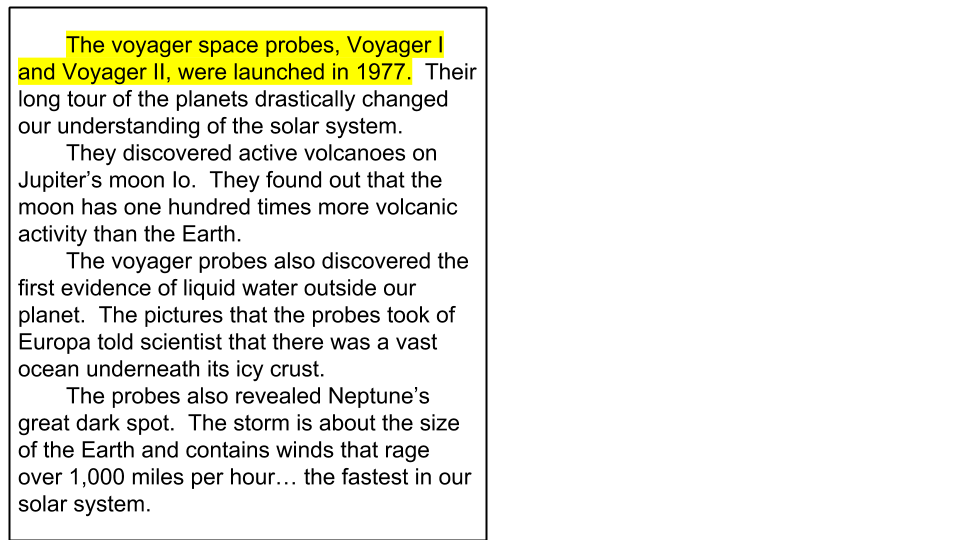 The voyager space probes, Voyager I
and Voyager II, were launched in 1977.  Their
long tour of the planets drastically changed
our understanding of the solar system.
They discovered active volcanoes on
Jupiter’s moon Io.  They found out that the
moon has one hundred times more volcanic
activity than the Earth.
The voyager probes also discovered the
first evidence of liquid water outside our
planet.  The pictures that the probes took of
Europa told scientist that there was a vast
ocean underneath its icy crust.
The probes also revealed Neptune’s
great dark spot.  The storm is about the size
of the Earth and contains winds that rage
over 1,000 miles per hour… the fastest in our
solar system.